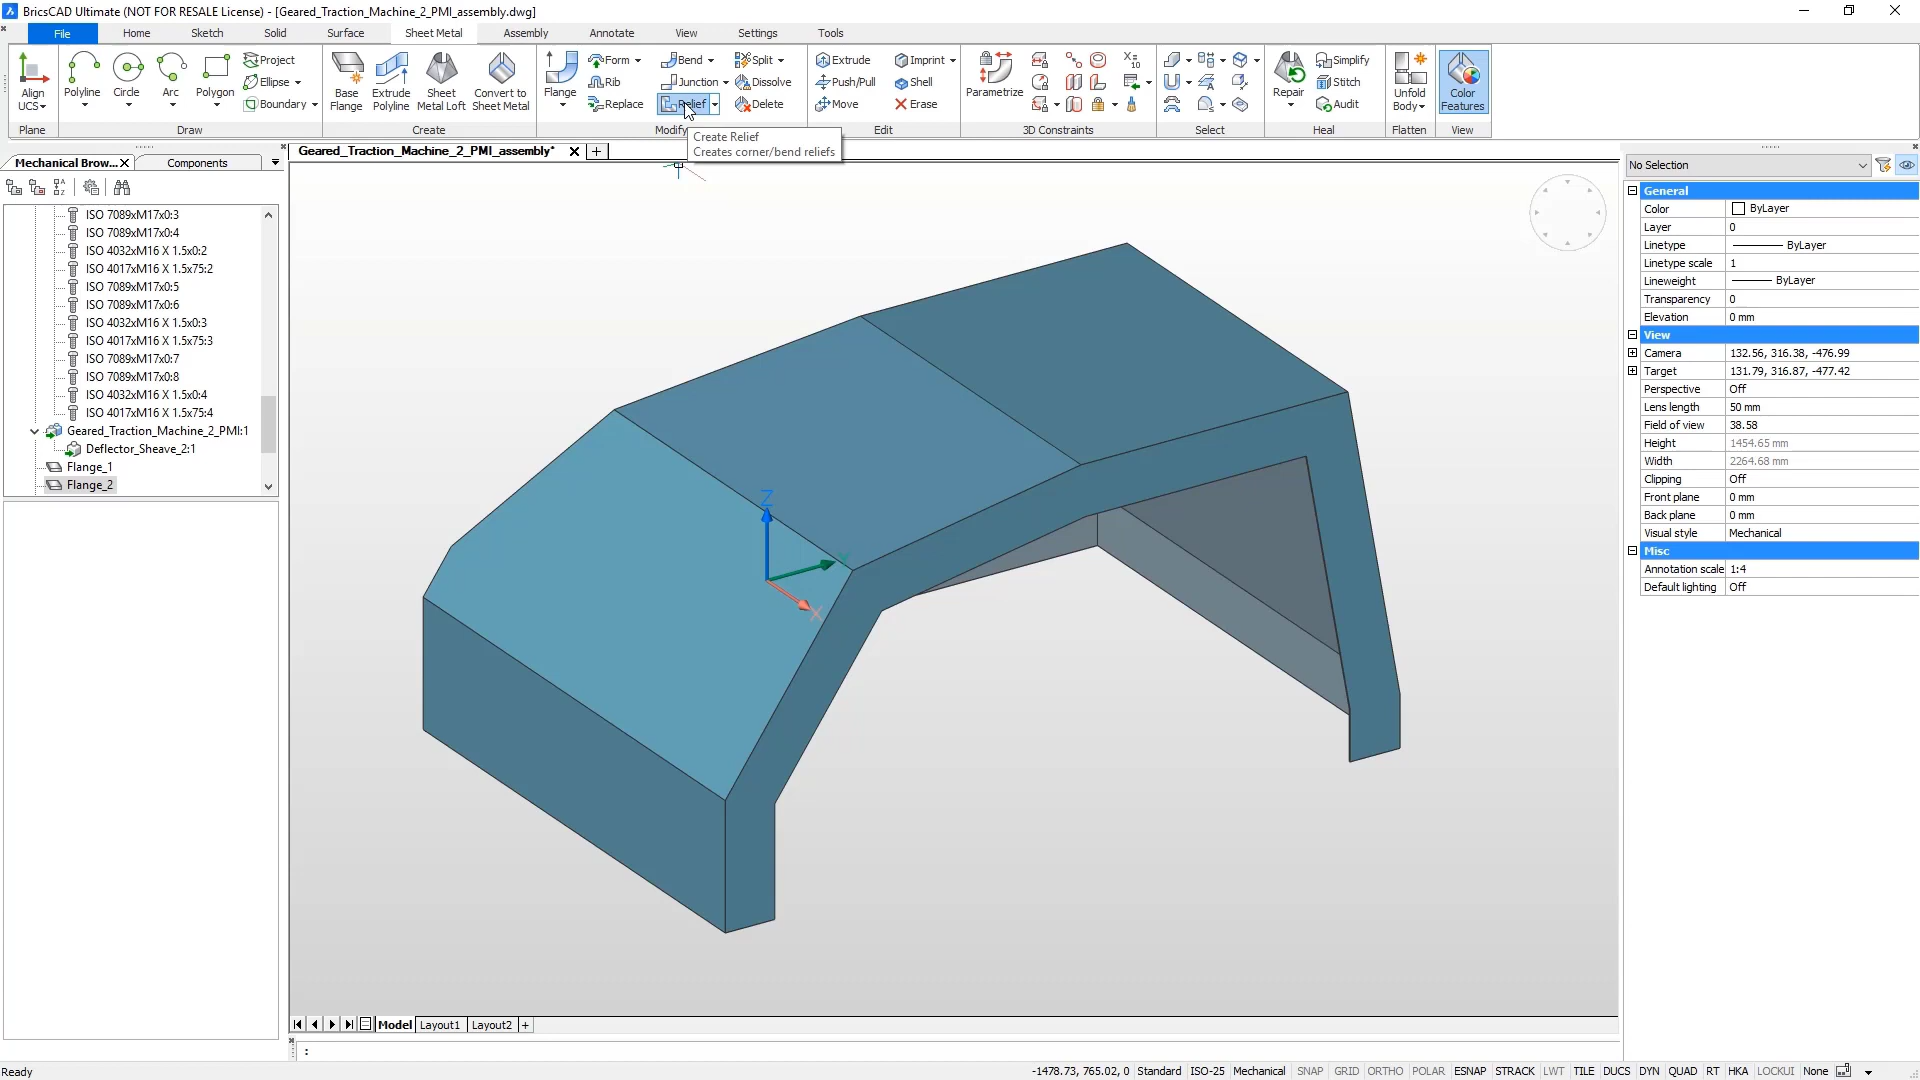 BricsCAD Ultimate (NOT FOR RESALE License) - [Geared_Traction_Machine_2_PMI_assembly.dwg]
File Home Sketch Solid Surface Sheet Metal Assembly Annotate View Settings Tools
Project Form Bend Split Extrude Imprint Simplify
Ellipse Rib Junction Dissolve Push/Pull Shell Stitch
Boundary Replace Relief Delete Move Erase Audit
Align UCS Polyline Circle Arc Polygon Base Flange Extrude Polyline Sheet Metal Loft Convert to Sheet Metal Flange Parametrize Repair Unfold Body Color Features
Plane Draw Create Modify Edit 3D Constraints Select Heal Flatten View
Create Relief
Creates corner/bend reliefs
Mechanical Brow... Components
Geared_Traction_Machine_2_PMI_assembly*
ISO 7089xM17x0:3
ISO 7089xM17x0:4
ISO 4032xM16 X 1.5x0:2
ISO 4017xM16 X 1.5x75:2
ISO 7089xM17x0:5
ISO 7089xM17x0:6
ISO 4032xM16 X 1.5x0:3
ISO 4017xM16 X 1.5x75:3
ISO 7089xM17x0:7
ISO 7089xM17x0:8
ISO 4032xM16 X 1.5x0:4
ISO 4017xM16 X 1.5x75:4
Geared_Traction_Machine_2_PMI:1
Deflector_Sheave_2:1
Flange_1
Flange_2
Z
Y
X
No Selection
General
Color ByLayer
Layer 0
Linetype ByLayer
Linetype scale 1
Lineweight ByLayer
Transparency 0
Elevation 0 mm
View
Camera 132.56, 316.38, -476.99
Target 131.79, 316.87, -477.42
Perspective Off
Lens length 50 mm
Field of view 38.58
Height 1454.65 mm
Width 2264.68 mm
Clipping Off
Front plane 0 mm
Back plane 0 mm
Visual style Mechanical
Misc
Annotation scale 1:4
Default lighting Off
Model Layout1 Layout2 +
:
Ready -1478.73, 765.02, 0 Standard ISO-25 Mechanical SNAP GRID ORTHO POLAR ESNAP STRACK LWT TILE DUCS DYN QUAD RT HKA LOCKUI None